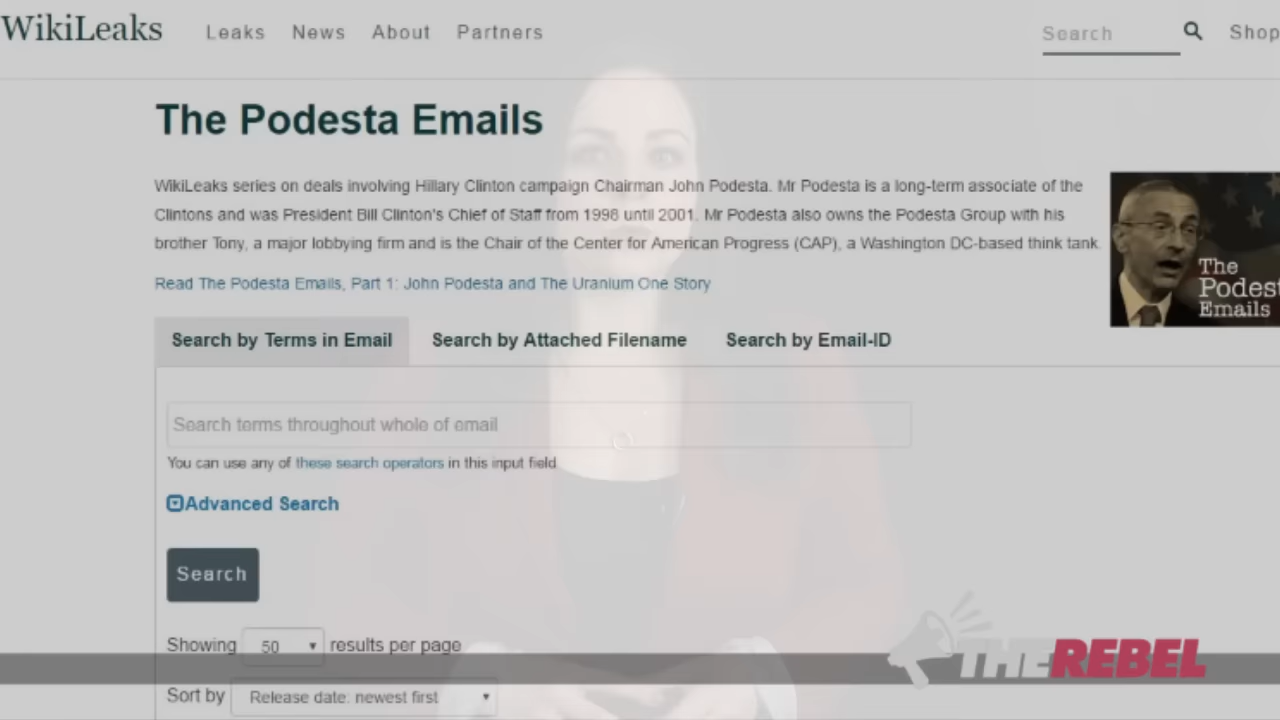 WikiLeaks Leaks News About Partners Search Shop
The Podesta Emails
WikiLeaks series on deals involving Hillary Clinton campaign Chairman John Podesta. Mr Podesta is a long-term associate of the
Clintons and was President Bill Clinton's Chief of Staff from 1998 until 2001. Mr Podesta also owns the Podesta Group with his
brother Tony, a major lobbying firm and is the Chair of the Center for American Progress (CAP), a Washington DC-based think tank.
The
Podest
Emails
Read The Podesta Emails, Part 1: John Podesta and The Uranium One Story
Search by Terms in Email Search by Attached Filename Search by Email-ID
Search terms throughout whole of email
You can use any of these search operators in this input field
Advanced Search
Search
Showing 50 results per page
Sort by Release date: newest first
THE REBEL